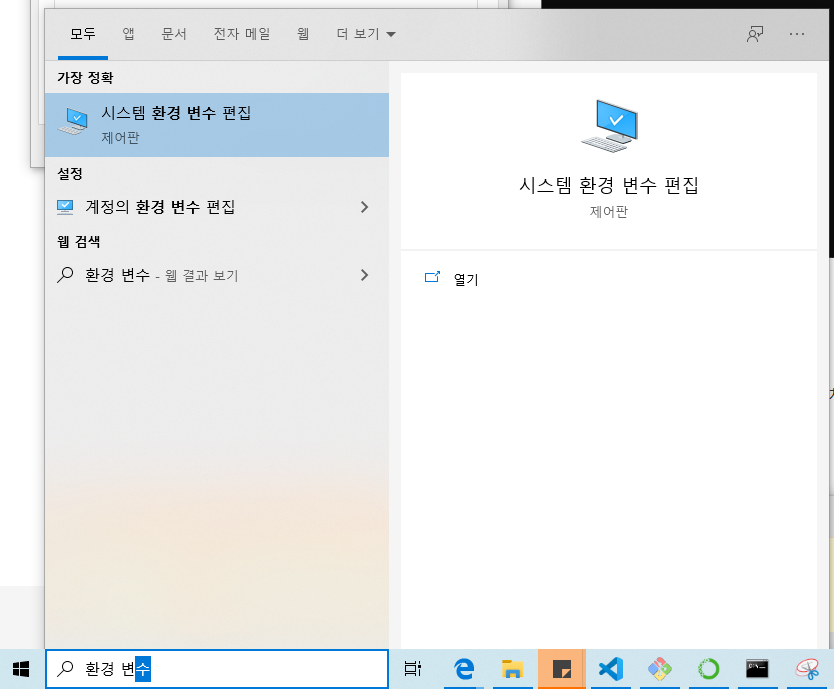 모두 앱 문서 전자 메일 웹 더 보기
가장 정확
시스템 환경 변수 편집
제어판
설정
계정의 환경 변수 편집
웹 검색
환경 변수 - 웹 결과 보기
시스템 환경 변수 편집
제어판
열기
환경 변수